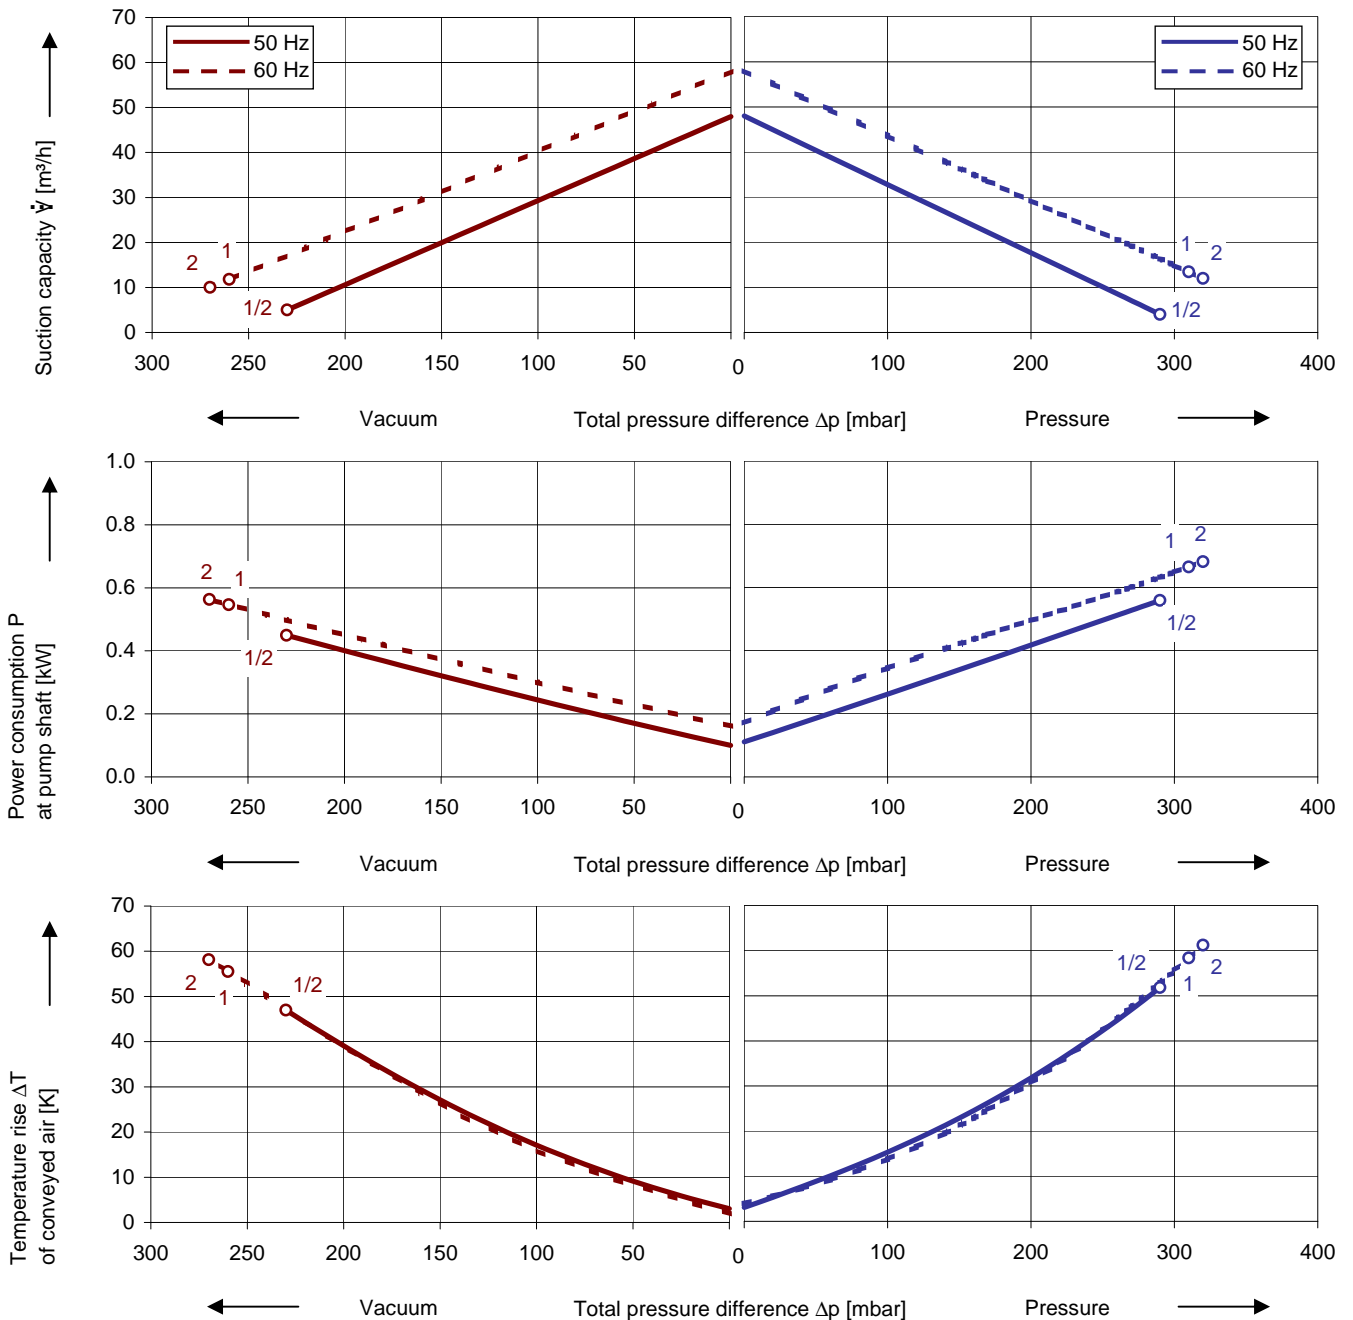 70
60
50
40
30
20
10
0
Suction capacity V̇ [m³/h]
50 Hz
60 Hz
50 Hz
60 Hz
2
1
1/2
1
2
1/2
300 250 200 150 100 50 0 100 200 300 400
Vacuum Total pressure difference Δp [mbar] Pressure
1.0
0.8
0.6
0.4
0.2
0.0
Power consumption P
at pump shaft [kW]
2 1
1/2
1 2
1/2
300 250 200 150 100 50 0 100 200 300 400
Vacuum Total pressure difference Δp [mbar] Pressure
70
60
50
40
30
20
10
0
Temperature rise ΔT
of conveyed air [K]
2 1 1/2
1/2 1 2
300 250 200 150 100 50 0 100 200 300 400
Vacuum Total pressure difference Δp [mbar] Pressure